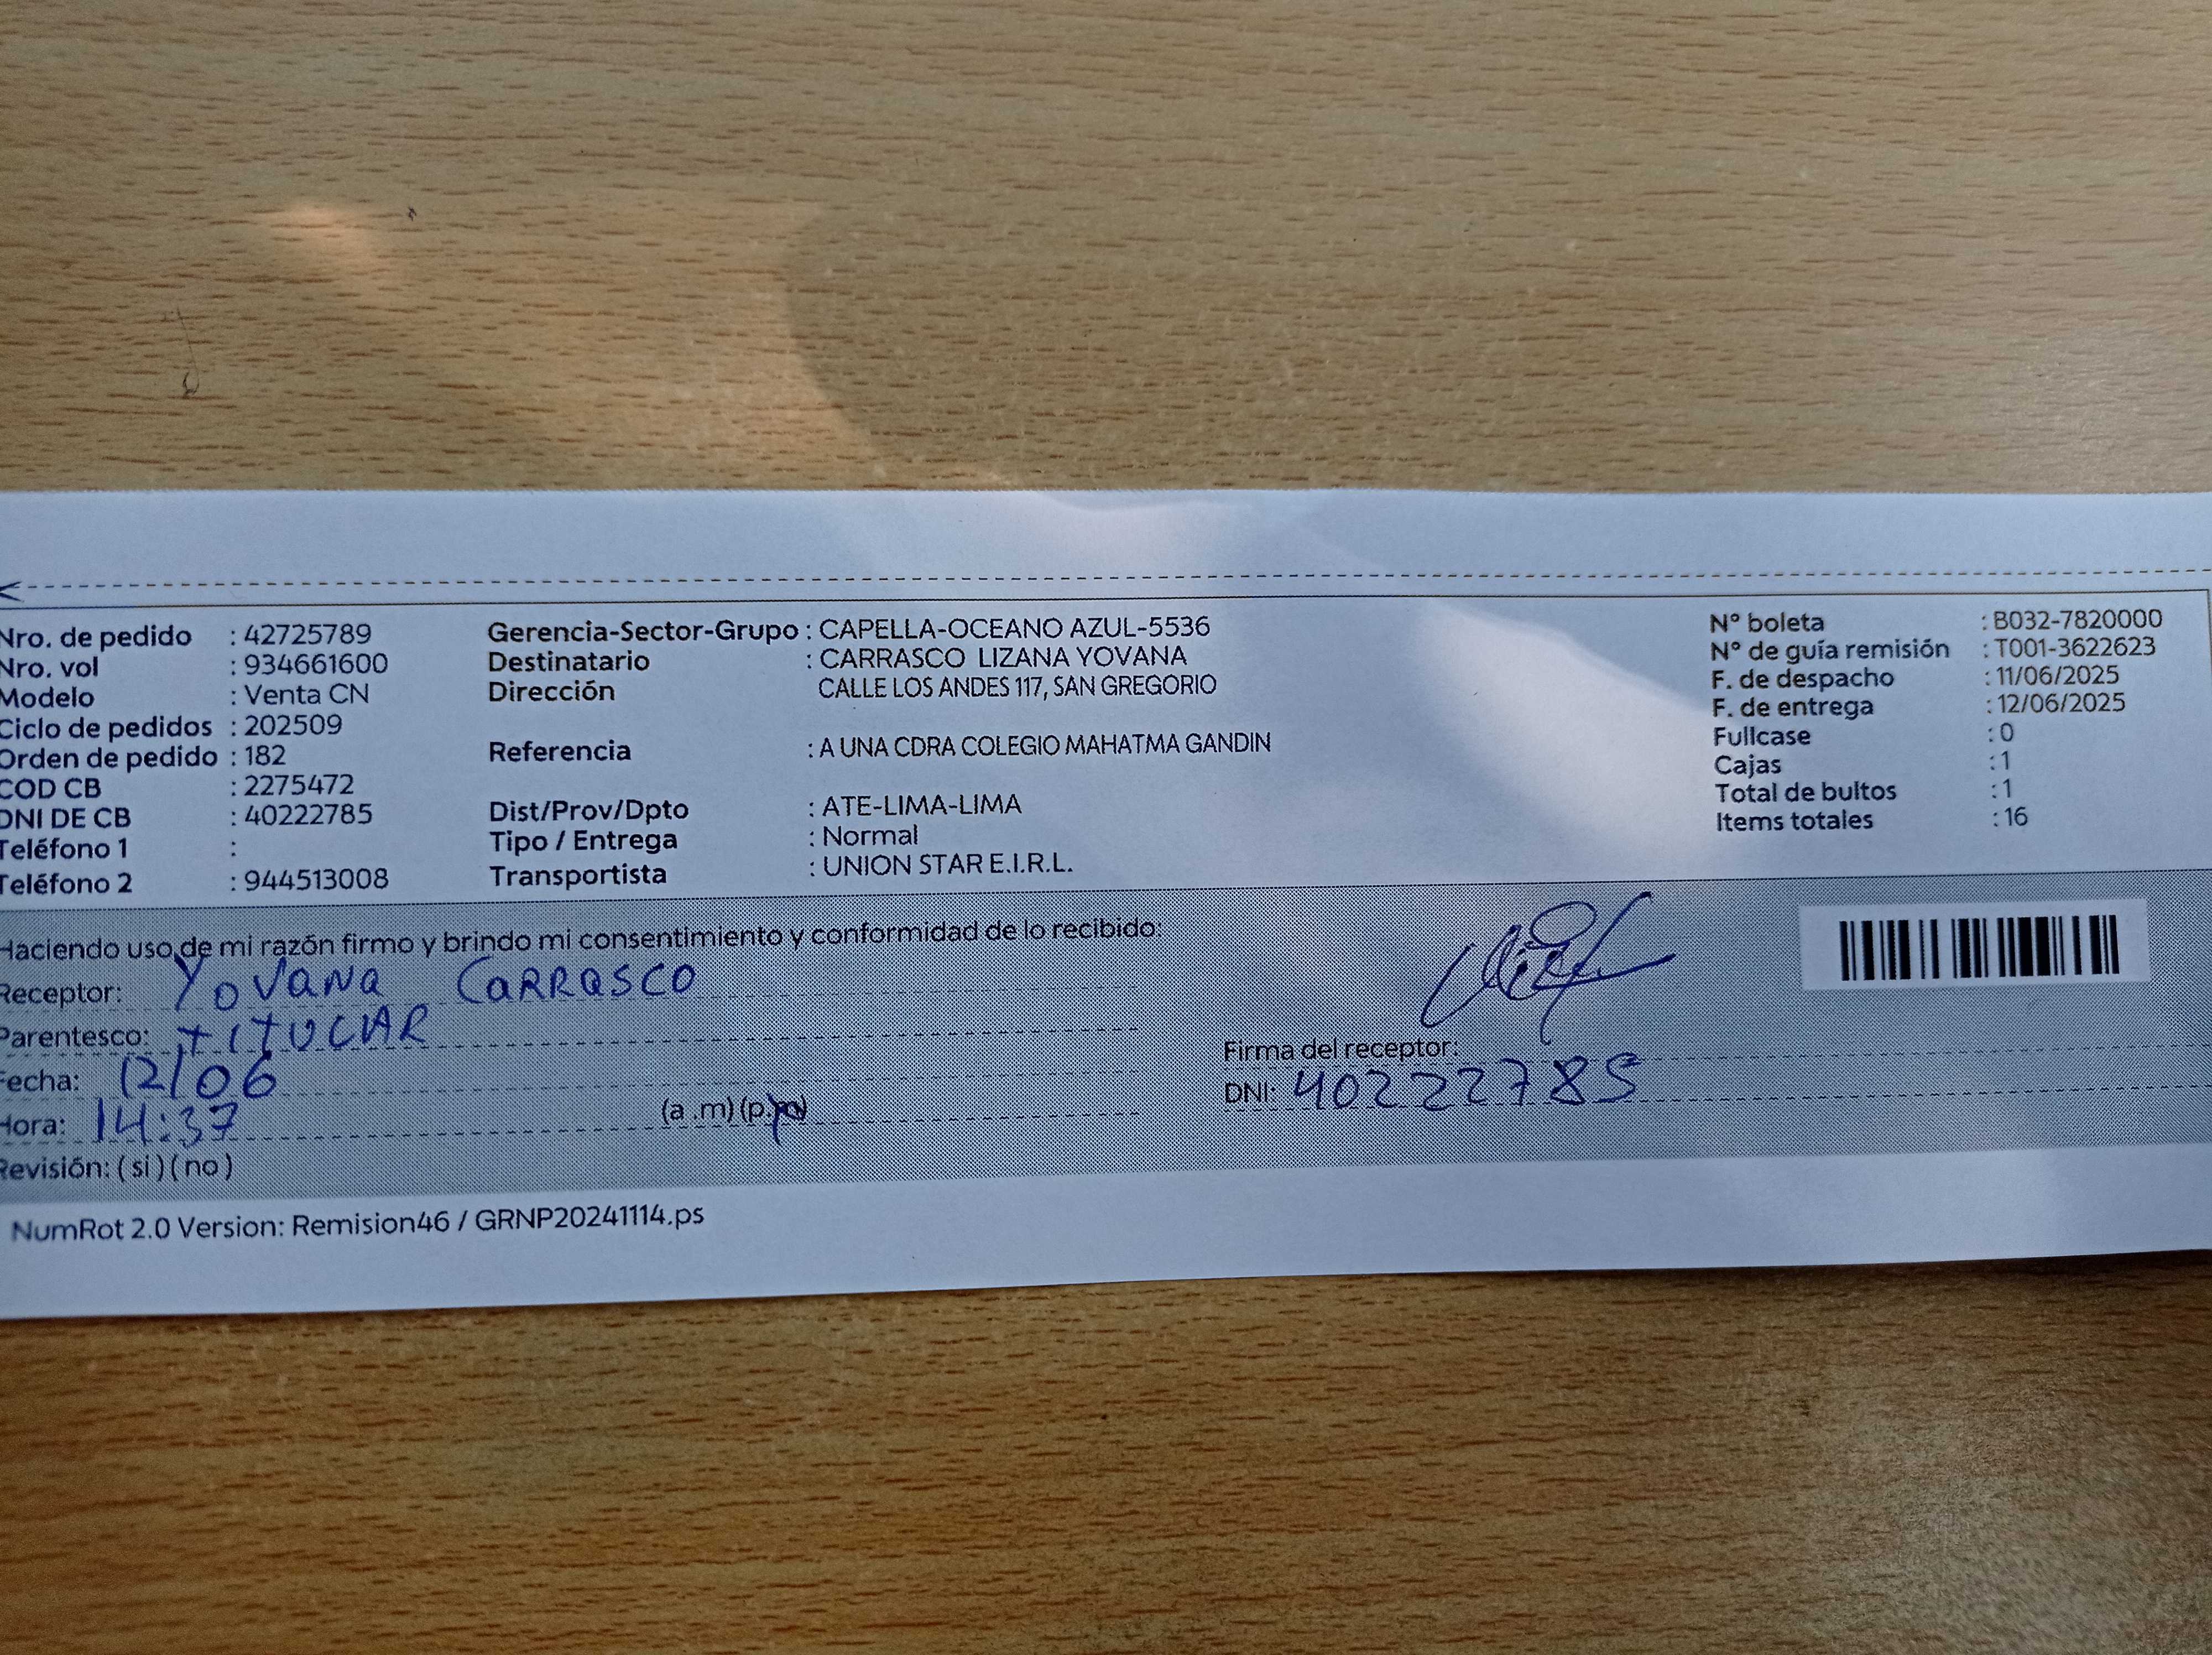 Nro. de pedido : 42725789
Nro. vol : 934661600
Modelo : Venta CN
Ciclo de pedidos : 202509
Orden de pedido : 182
COD CB : 2275472
DNI DE CB : 40222785
Teléfono 1 :
Teléfono 2 : 944513008
Gerencia-Sector-Grupo : CAPELLA-OCEANO AZUL-5536
Destinatario : CARRASCO LIZANA YOVANA
Dirección CALLE LOS ANDES 117, SAN GREGORIO
Referencia : A UNA CDRA COLEGIO MAHATMA GANDIN
Dist/Prov/Dpto : ATE-LIMA-LIMA
Tipo / Entrega : Normal
Transportista : UNION STAR E.I.R.L.
N° boleta : B032-7820000
N° de guía remisión : T001-3622623
F. de despacho : 11/06/2025
F. de entrega : 12/06/2025
Fullcase : 0
Cajas : 1
Total de bultos : 1
Items totales : 16
Haciendo uso de mi razón firmo y brindo mi consentimiento y conformidad de lo recibido:
Receptor: YOVANA CARRASCO
Parentesco: TITULAR
Fecha: 12/06
Hora: 14:37 (a .m) (p.m)
Revisión: ( si ) ( no )
Firma del receptor:
DNI: 40222785
NumRot 2.0 Version: Remision46 / GRNP20241114.ps